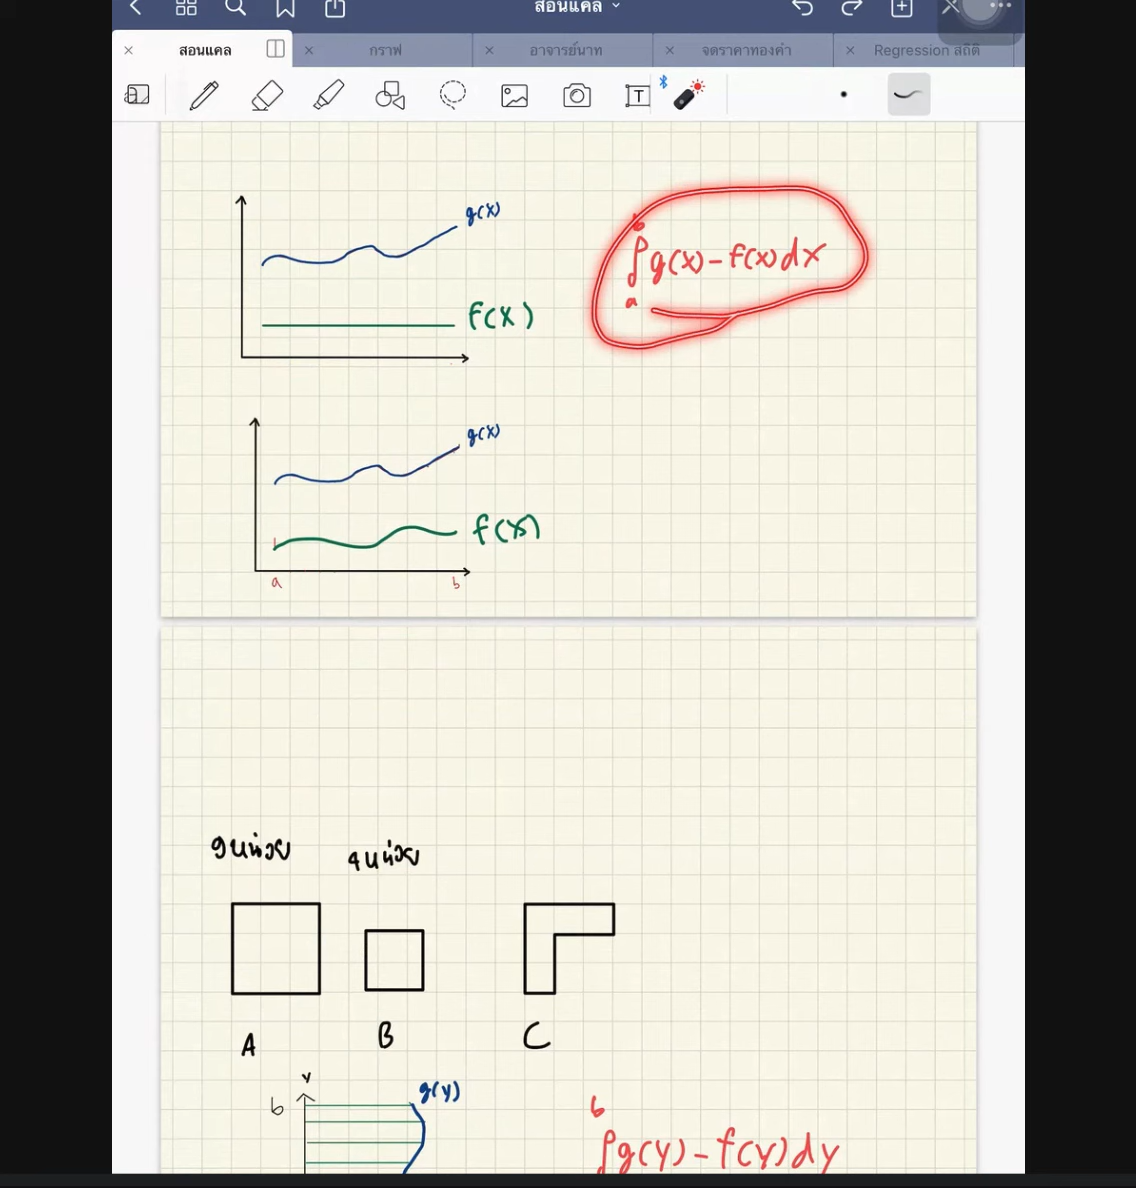 สอนแคล
สอนแคล กราฟ อาจารย์นาท จดราคาทองคำ Regression สถิติ
T
g(x)
b
∫g(x)-f(x)dx
a
f(x)
g(x)
f(x)
a b
9หน่วย 4หน่วย
A B C
y
b g(y)
b
∫g(y)-f(y)dy